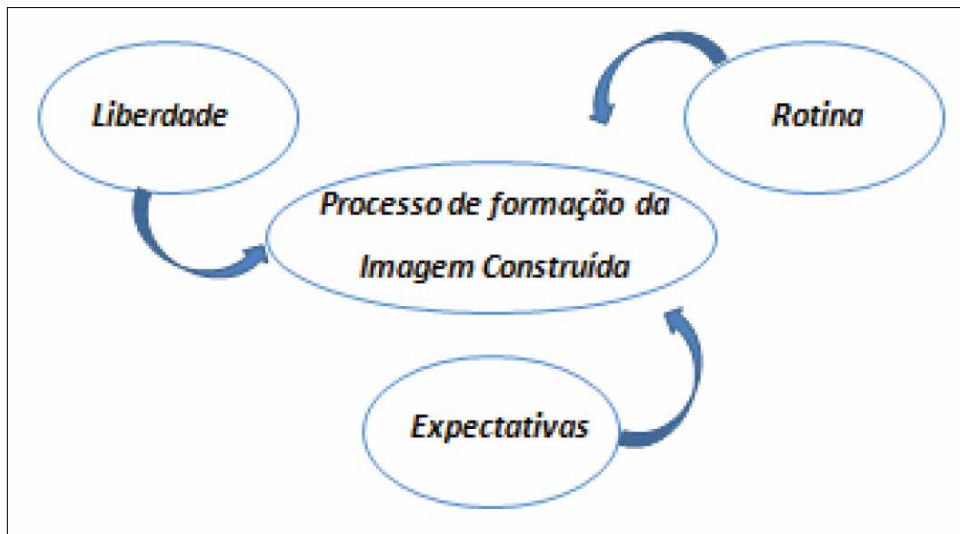 Liberdade
Rotina
Processo de formação da
Imagem Construída
Expectativas